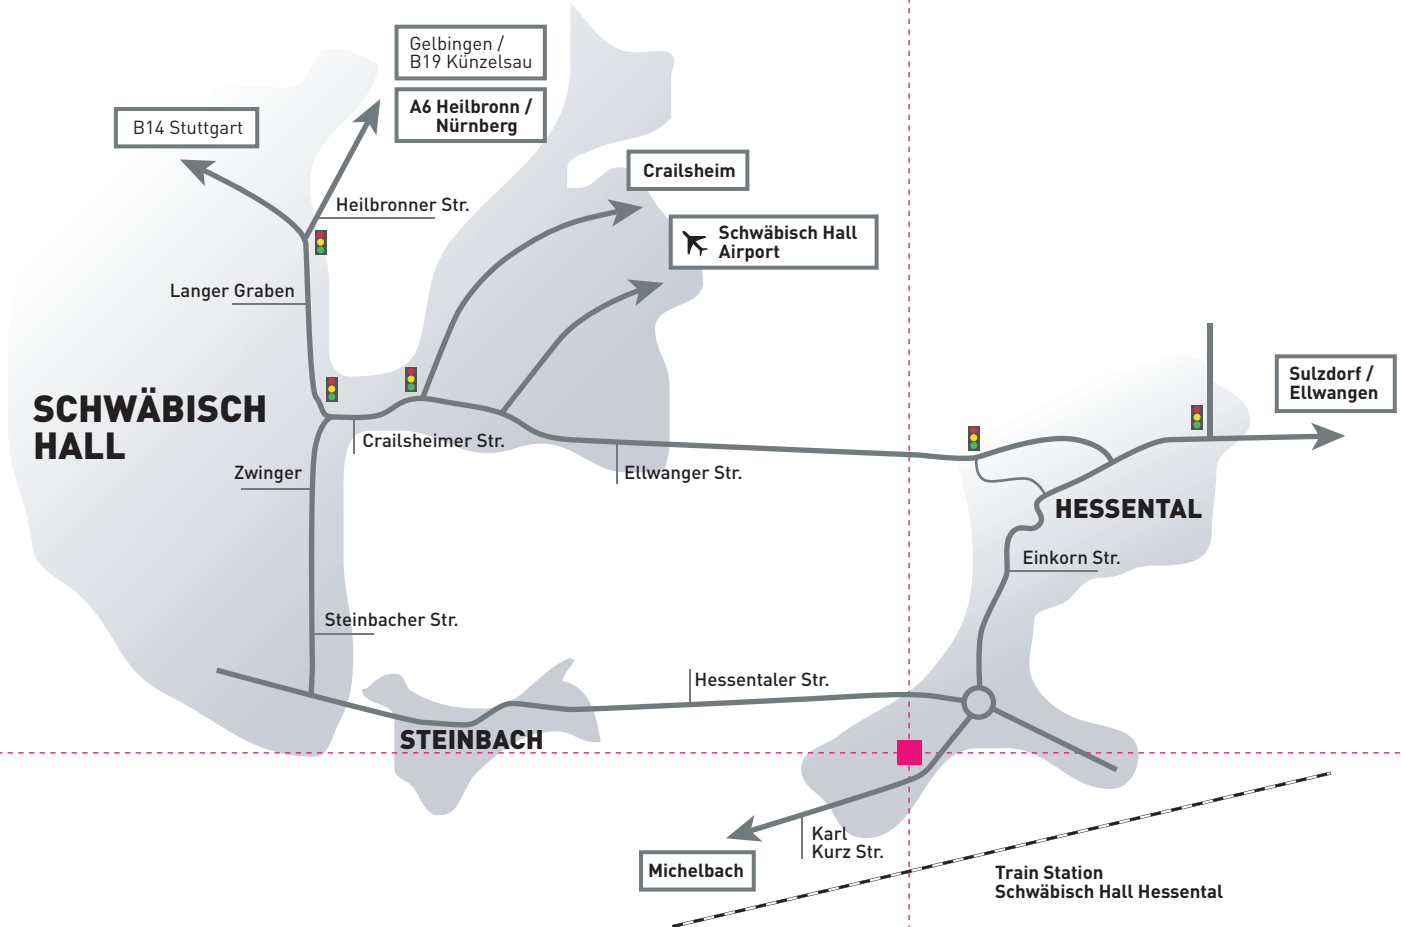 Gelbingen /
B19 Künzelsau
A6 Heilbronn /
Nürnberg
B14 Stuttgart
Crailsheim
Heilbronner Str.
Schwäbisch Hall
Airport
Langer Graben
Sulzdorf /
Ellwangen
SCHWÄBISCH
HALL
Crailsheimer Str.
Zwinger
Ellwanger Str.
HESSENTAL
Einkorn Str.
Steinbacher Str.
Hessentaler Str.
STEINBACH
Karl
Kurz Str.
Michelbach
Train Station
Schwäbisch Hall Hessental